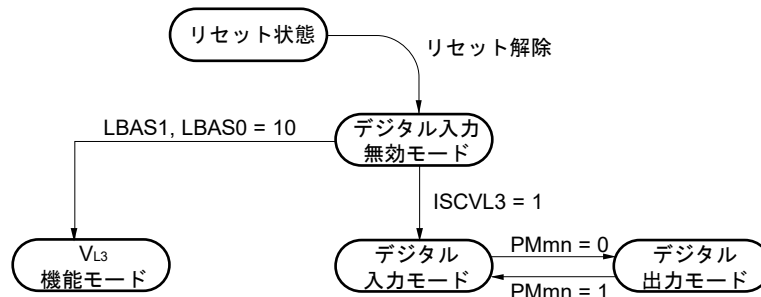 リセット状態
リセット解除
LBAS1, LBAS0 = 10
デジタル入力
無効モード
ISCVL3 = 1
VL3
機能モード
デジタル
入力モード
PMmn = 0
PMmn = 1
デジタル
出力モード